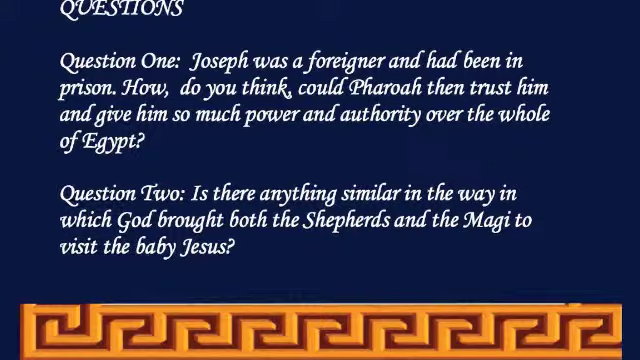 QUESTIONS
Question One: Joseph was a foreigner and had been in
prison. How, do you think, could Pharoah then trust him
and give him so much power and authority over the whole
of Egypt?
Question Two: Is there anything similar in the way in
which God brought both the Shepherds and the Magi to
visit the baby Jesus?